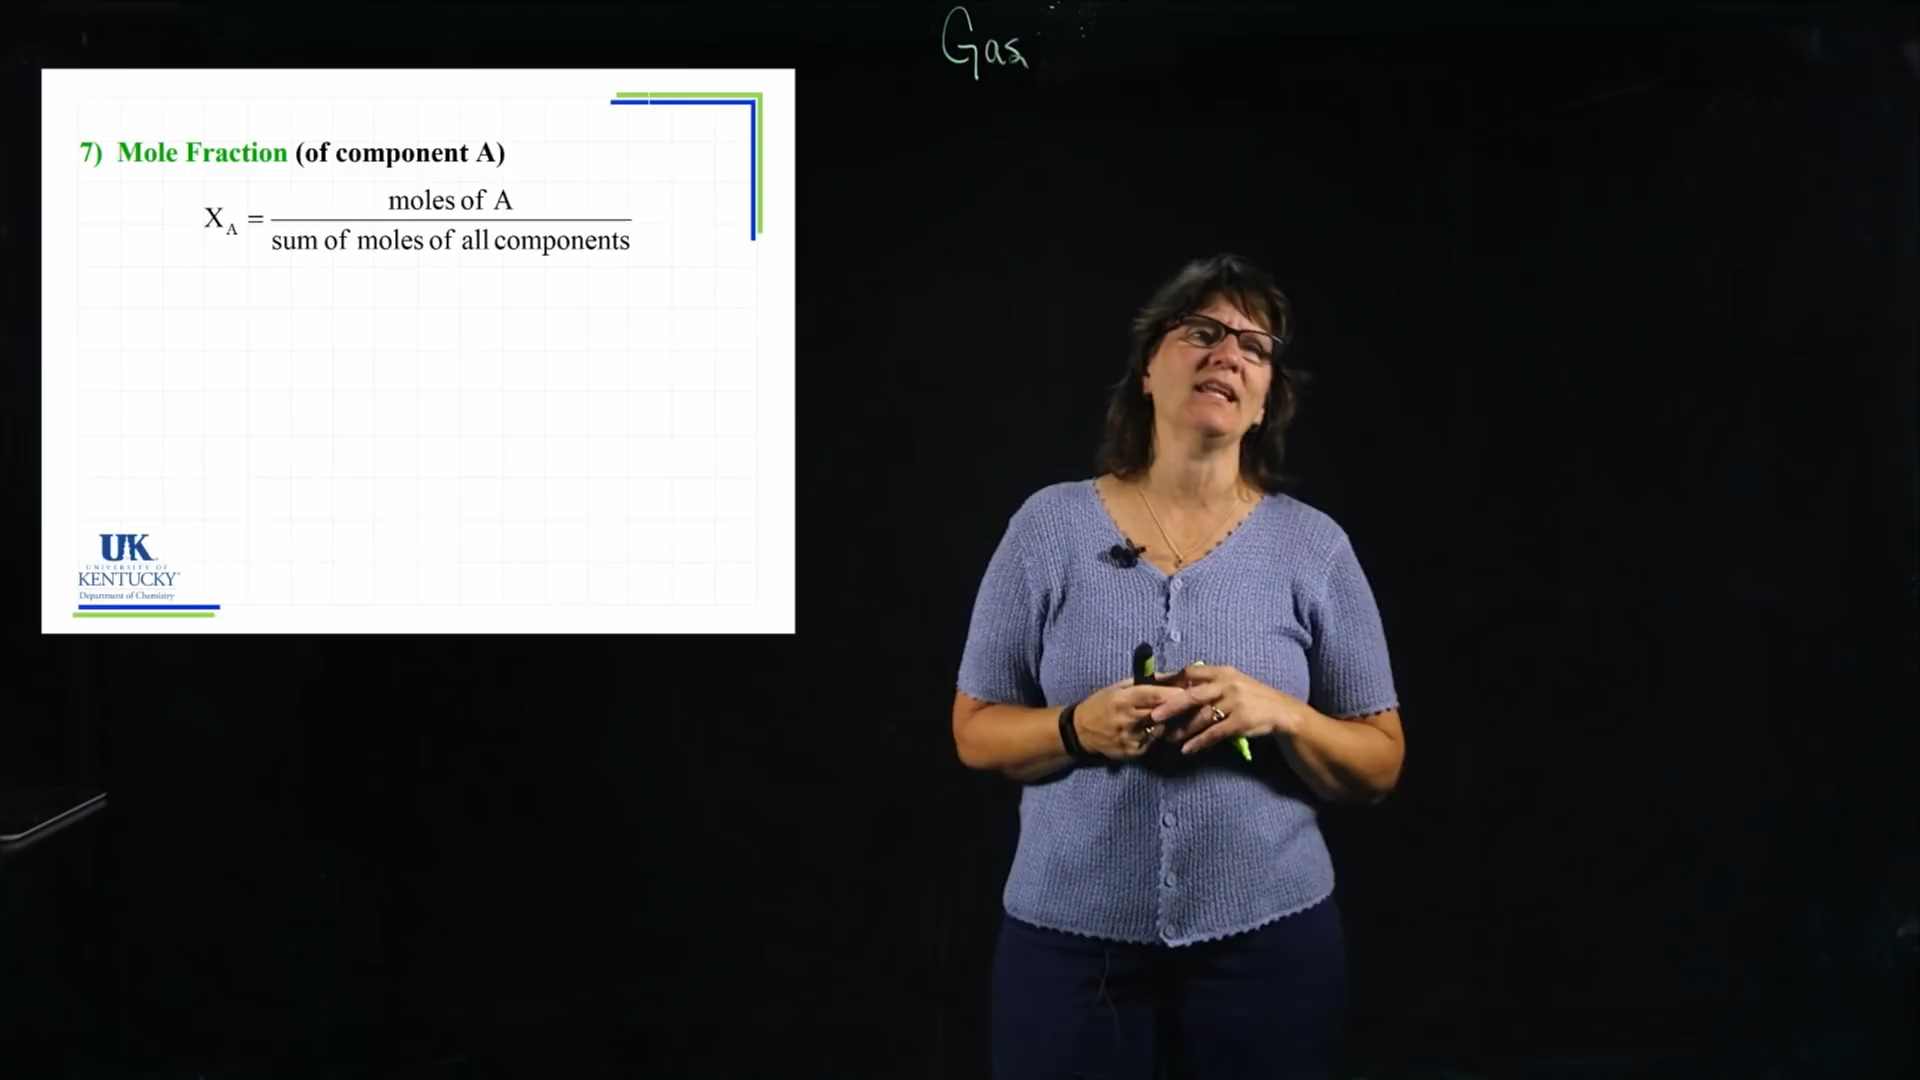 Gas
7) Mole Fraction (of component A)
X_A = moles of A / sum of moles of all components
UK
UNIVERSITY OF
KENTUCKY
Department of Chemistry